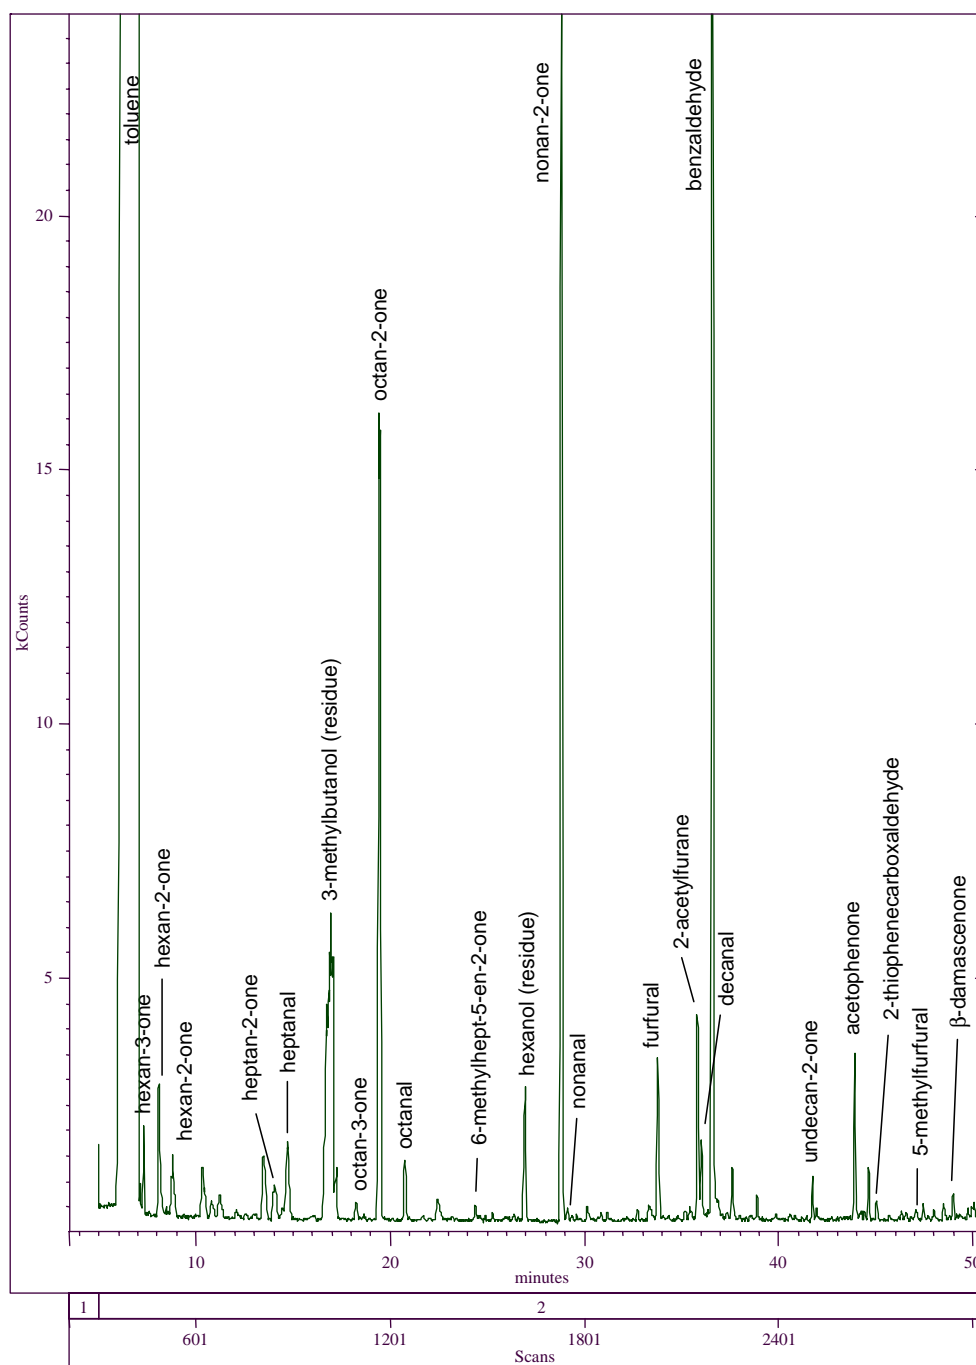 toluene
nonan-2-one
benzaldehyde
20
octan-2-one
15
kCounts
3-methylbutanol (residue)
10
hexan-2-one
hexan-3-one
hexan-2-one
heptan-2-one
heptanal
octan-3-one
octanal
6-methylhept-5-en-2-one
hexanol (residue)
nonanal
furfural
2-acetylfurane
decanal
undecan-2-one
acetophenone
2-thiophenecarboxaldehyde
5-methylfurfural
β-damascenone
5
10
20
30
40
50
minutes
1
2
601
1201
1801
2401
Scans